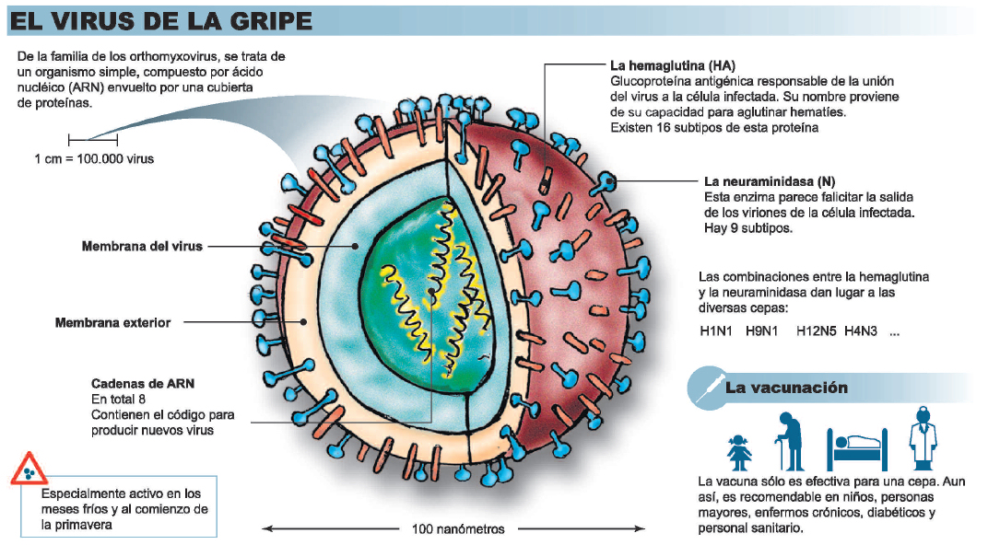 EL VIRUS DE LA GRIPE
De la familia de los orthomyxovirus, se trata de
un organismo simple, compuesto por ácido
nucléico (ARN) envuelto por una cubierta
de proteínas.
1 cm = 100.000 virus
La hemaglutina (HA)
Glucoproteína antigénica responsable de la unión
del virus a la célula infectada. Su nombre proviene
de su capacidad para aglutinar hematíes.
Existen 16 subtipos de esta proteína
La neuraminidasa (N)
Esta enzima parece falicitar la salida
de los viriones de la célula infectada.
Hay 9 subtipos.
Membrana del virus
Membrana exterior
Las combinaciones entre la hemaglutina
y la neuraminidasa dan lugar a las
diversas cepas:
H1N1 H9N1 H12N5 H4N3 ...
Cadenas de ARN
En total 8
Contienen el código para
producir nuevos virus
La vacunación
La vacuna sólo es efectiva para una cepa. Aun
así, es recomendable en niños, personas
mayores, enfermos crónicos, diabéticos y
personal sanitario.
Especialmente activo en los
meses fríos y al comienzo de
la primavera
100 nanómetros